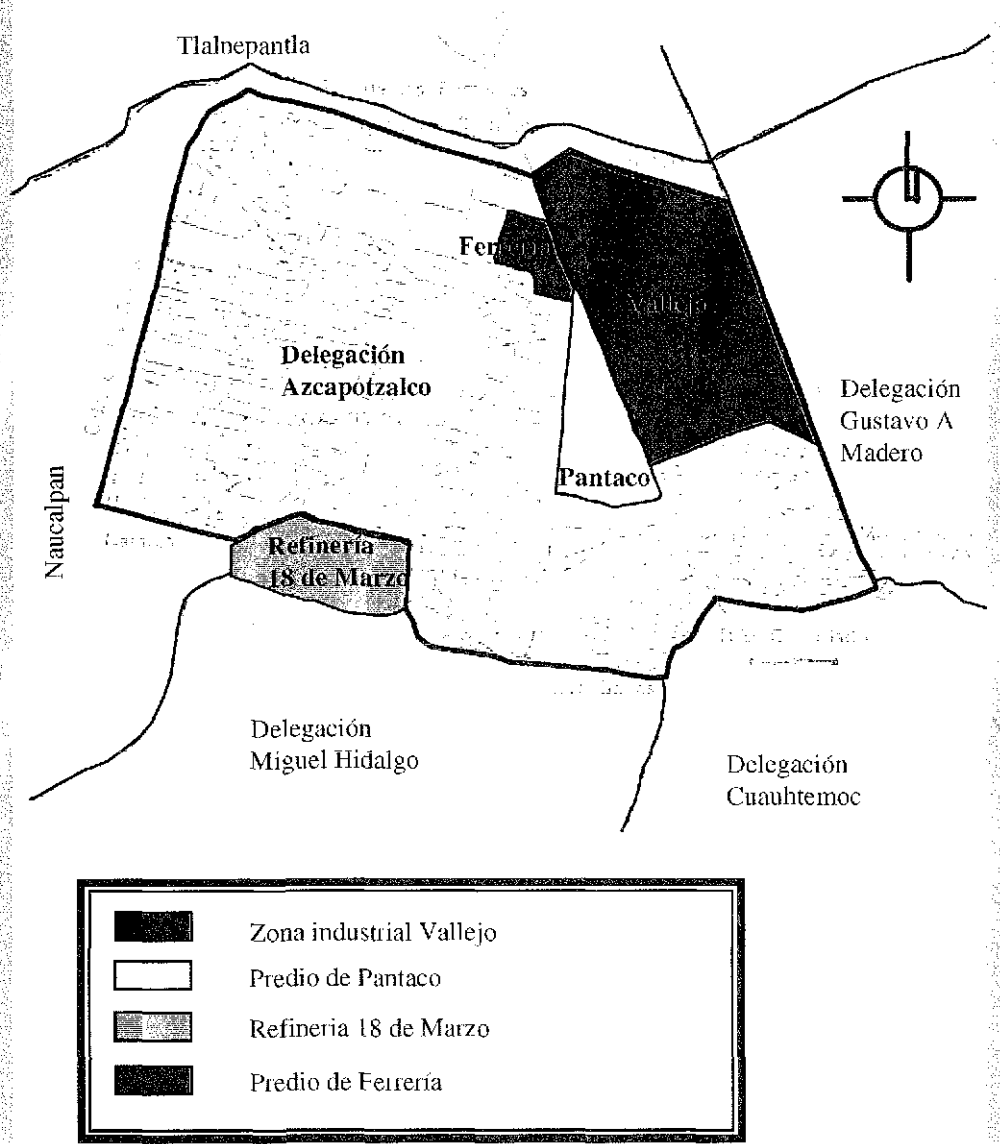 Tlalnepantla
Vallejo
Delegación
Azcapotzalco
Delegación
Gustavo A
Madero
Pantaco
Naucalpan
Refinería
18 de Marzo
Delegación
Miguel Hidalgo
Delegación
Cuauhtemoc
Zona industrial Vallejo
Predio de Pantaco
Refineria 18 de Marzo
Predio de Ferrería